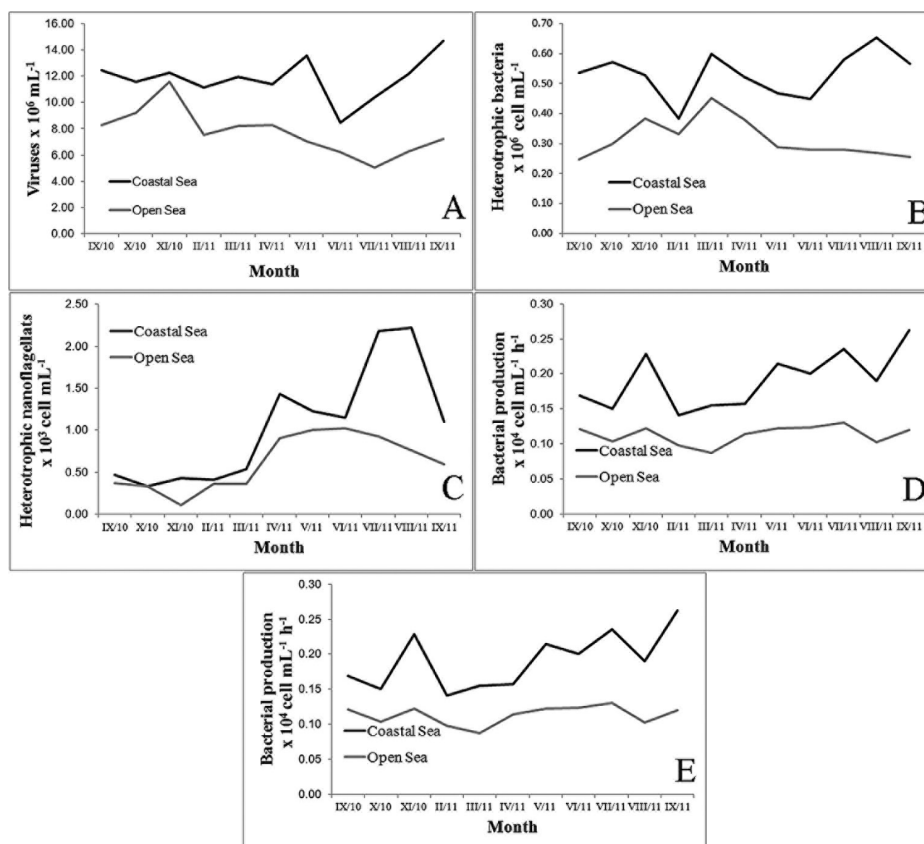 Viruses x 10⁶ mL⁻¹
16.00
14.00
12.00
10.00
8.00
6.00
4.00
2.00
0.00
Coastal Sea
Open Sea
A
IX/10 X/10 XI/10 II/11 III/11 IV/11 V/11 VI/11 VII/11 VIII/11 IX/11
Month
Heterotrophic bacteria
x 10⁶ cell mL⁻¹
0.70
0.60
0.50
0.40
0.30
0.20
0.10
0.00
Coastal Sea
Open Sea
B
IX/10 X/10 XI/10 II/11 III/11 IV/11 V/11 VI/11 VII/11 VIII/11 IX/11
Month
Heterotrophic nanoflagellats
x 10³ cell mL⁻¹
2.50
2.00
1.50
1.00
0.50
0.00
Coastal Sea
Open Sea
C
IX/10 X/10 XI/10 II/11 III/11 IV/11 V/11 VI/11 VII/11 VIII/11 IX/11
Month
Bacterial production
x 10⁴ cell mL⁻¹ h⁻¹
0.30
0.25
0.20
0.15
0.10
0.05
0.00
Coastal Sea
Open Sea
D
IX/10 X/10 XI/10 II/11 III/11 IV/11 V/11 VI/11 VII/11 VIII/11 IX/11
Month
Bacterial production
x 10⁴ cell mL⁻¹ h⁻¹
0.30
0.25
0.20
0.15
0.10
0.05
0.00
Coastal Sea
Open Sea
E
IX/10 X/10 XI/10 II/11 III/11 IV/11 V/11 VI/11 VII/11 VIII/11 IX/11
Month